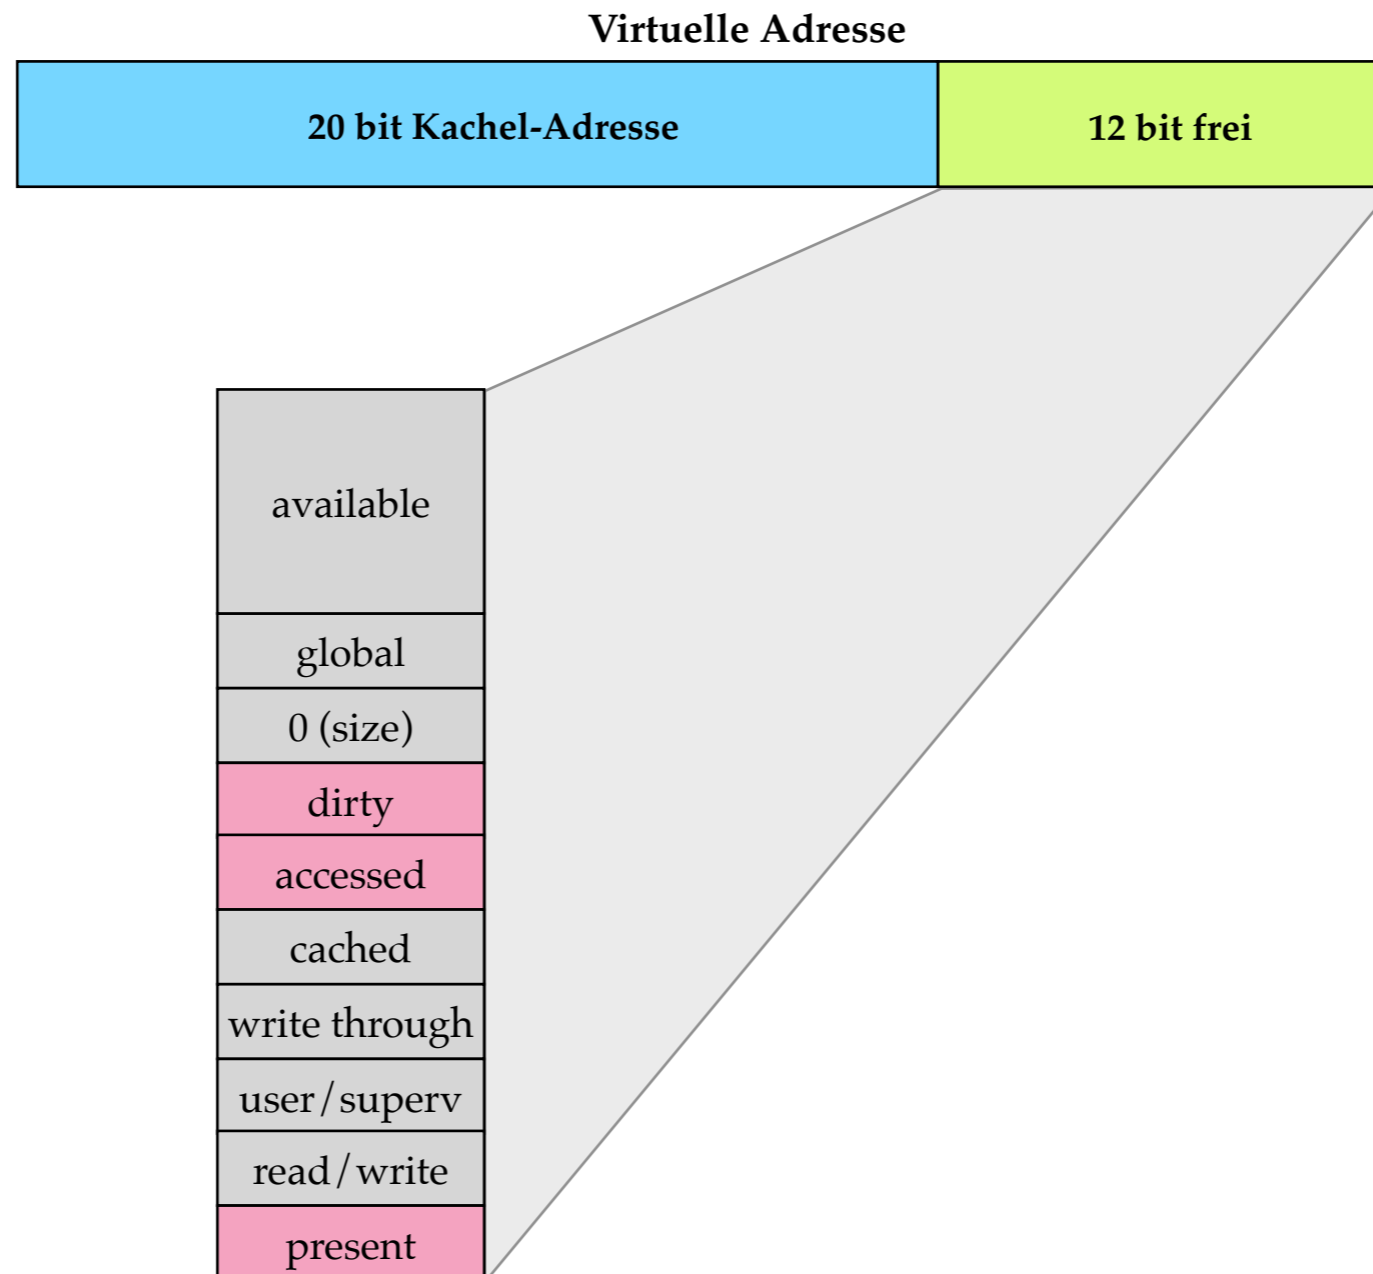 Virtuelle Adresse
20 bit Kachel-Adresse
12 bit frei
available
global
0 (size)
dirty
accessed
cached
write through
user/superv
read/write
present